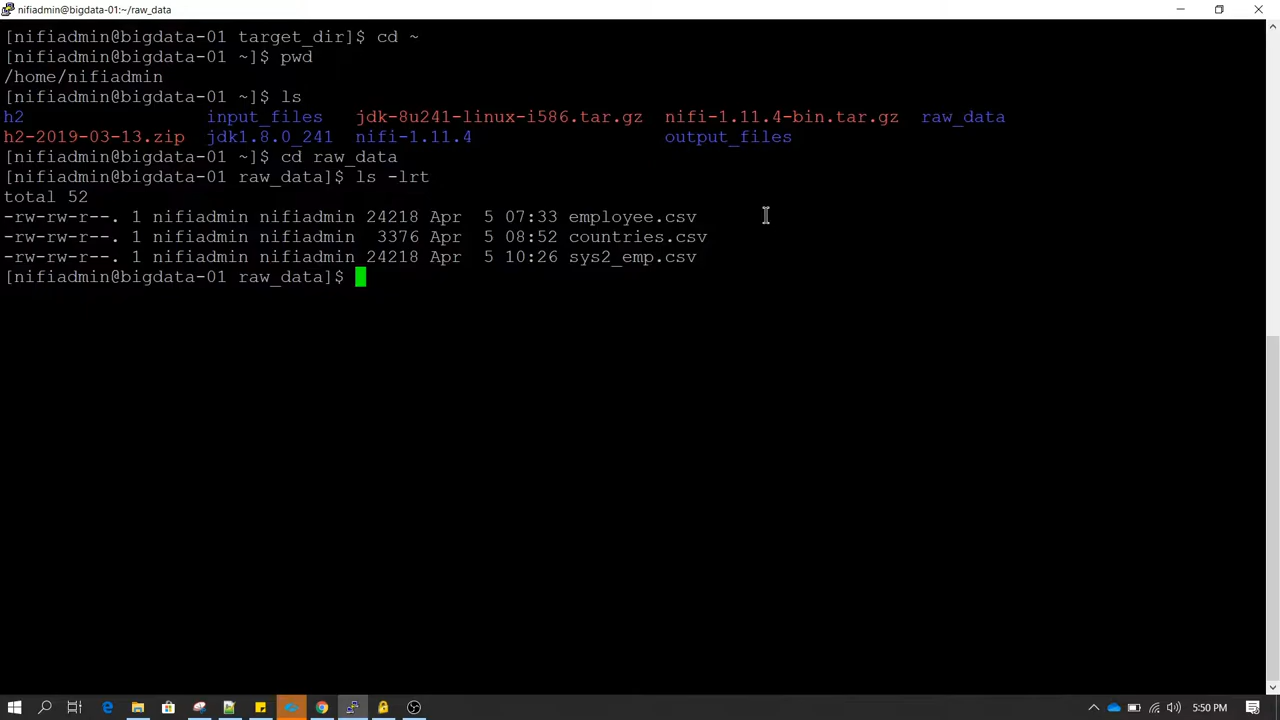 nifiadmin@bigdata-01:~/raw_data
[nifiadmin@bigdata-01 target_dir]$ cd ~
[nifiadmin@bigdata-01 ~]$ pwd
/home/nifiadmin
[nifiadmin@bigdata-01 ~]$ ls
h2 input_files jdk-8u241-linux-i586.tar.gz nifi-1.11.4-bin.tar.gz raw_data
h2-2019-03-13.zip jdk1.8.0_241 nifi-1.11.4 output_files
[nifiadmin@bigdata-01 ~]$ cd raw_data
[nifiadmin@bigdata-01 raw_data]$ ls -lrt
total 52
-rw-rw-r--. 1 nifiadmin nifiadmin 24218 Apr  5 07:33 employee.csv
-rw-rw-r--. 1 nifiadmin nifiadmin  3376 Apr  5 08:52 countries.csv
-rw-rw-r--. 1 nifiadmin nifiadmin 24218 Apr  5 10:26 sys2_emp.csv
[nifiadmin@bigdata-01 raw_data]$
5:50 PM